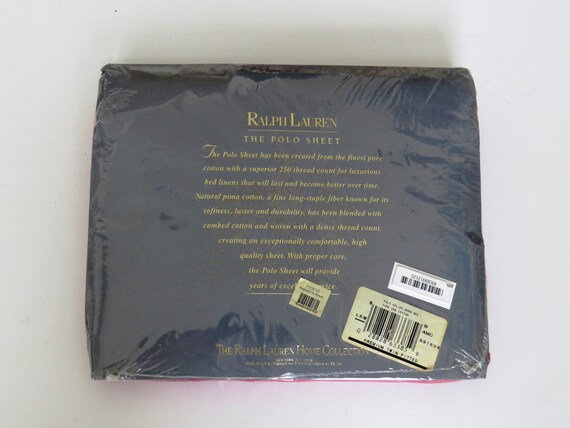 RALPH LAUREN
THE POLO SHEET
The Polo Sheet has been created from the finest pure
cotton with a superior 250 thread count for luxurious
bed linens that will last and become better over time.
Natural pima cotton, a fine long-staple fiber known for its
softness, luster and durability, has been blended with
combed cotton and woven with a dense thread count,
creating an exceptionally comfortable, high
quality sheet. With proper care,
the Polo Sheet will provide
years of
THE RALPH LAUREN HOME COLLECTION
AMC
PREMIUM TWIN FITTED